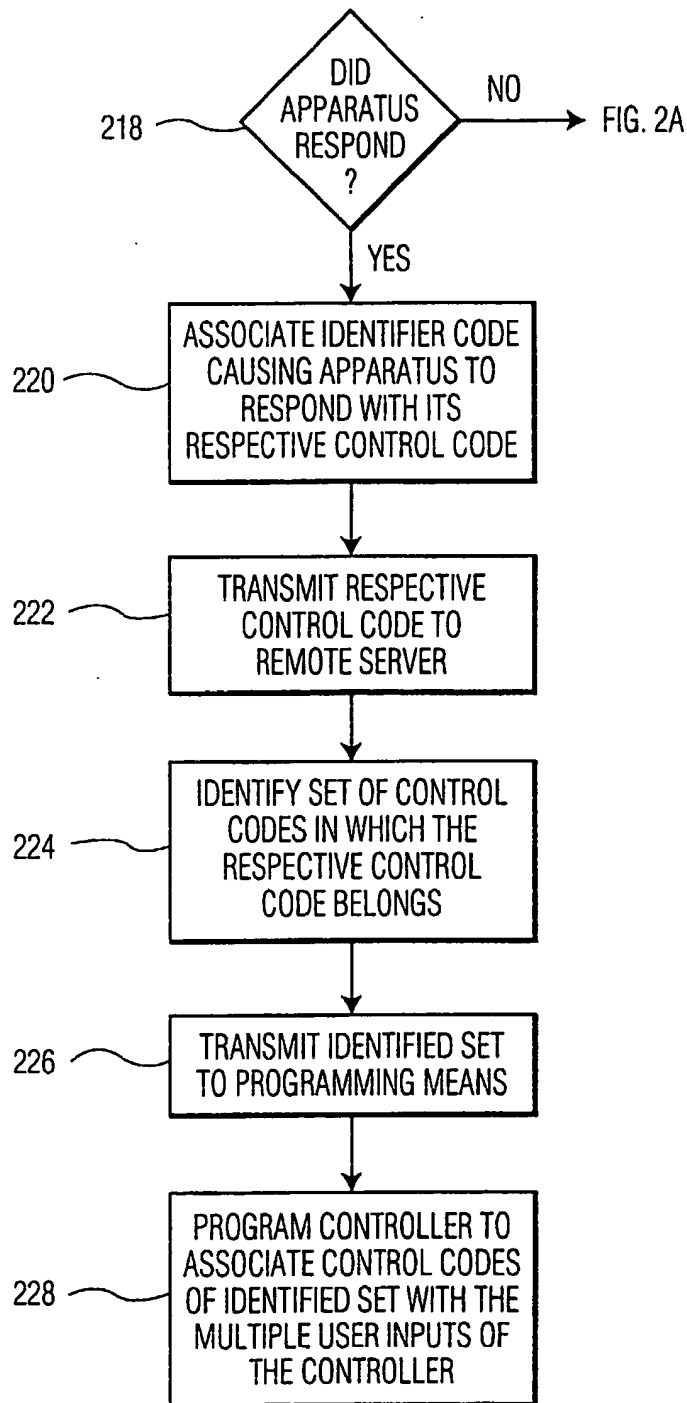 DID
APPARATUS
RESPOND
?
218
NO
FIG. 2A
YES
220
ASSOCIATE IDENTIFIER CODE
CAUSING APPARATUS TO
RESPOND WITH ITS
RESPECTIVE CONTROL CODE
222
TRANSMIT RESPECTIVE
CONTROL CODE TO
REMOTE SERVER
224
IDENTIFY SET OF CONTROL
CODES IN WHICH THE
RESPECTIVE CONTROL
CODE BELONGS
226
TRANSMIT IDENTIFIED SET
TO PROGRAMMING MEANS
228
PROGRAM CONTROLLER TO
ASSOCIATE CONTROL CODES
OF IDENTIFIED SET WITH THE
MULTIPLE USER INPUTS OF
THE CONTROLLER